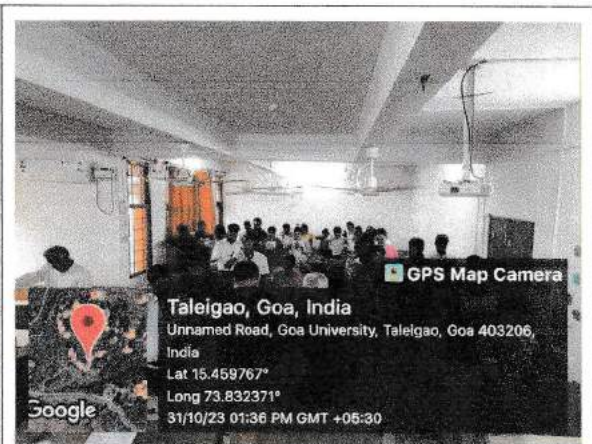 GPS Map Camera
Taleigao, Goa, India
Unnamed Road, Goa University, Taleigao, Goa 403206,
India
Lat 15.459767°
Long 73.832371°
31/10/23 01:36 PM GMT +05:30
Google